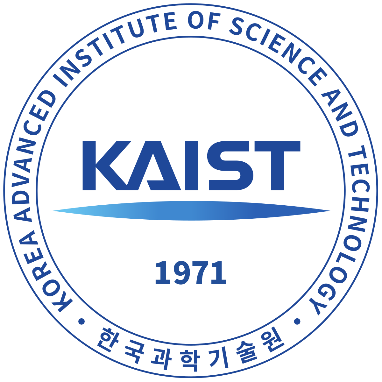 KOREA ADVANCED INSTITUTE OF SCIENCE AND TECHNOLOGY
KAIST
1971
• 한국과학기술원 •